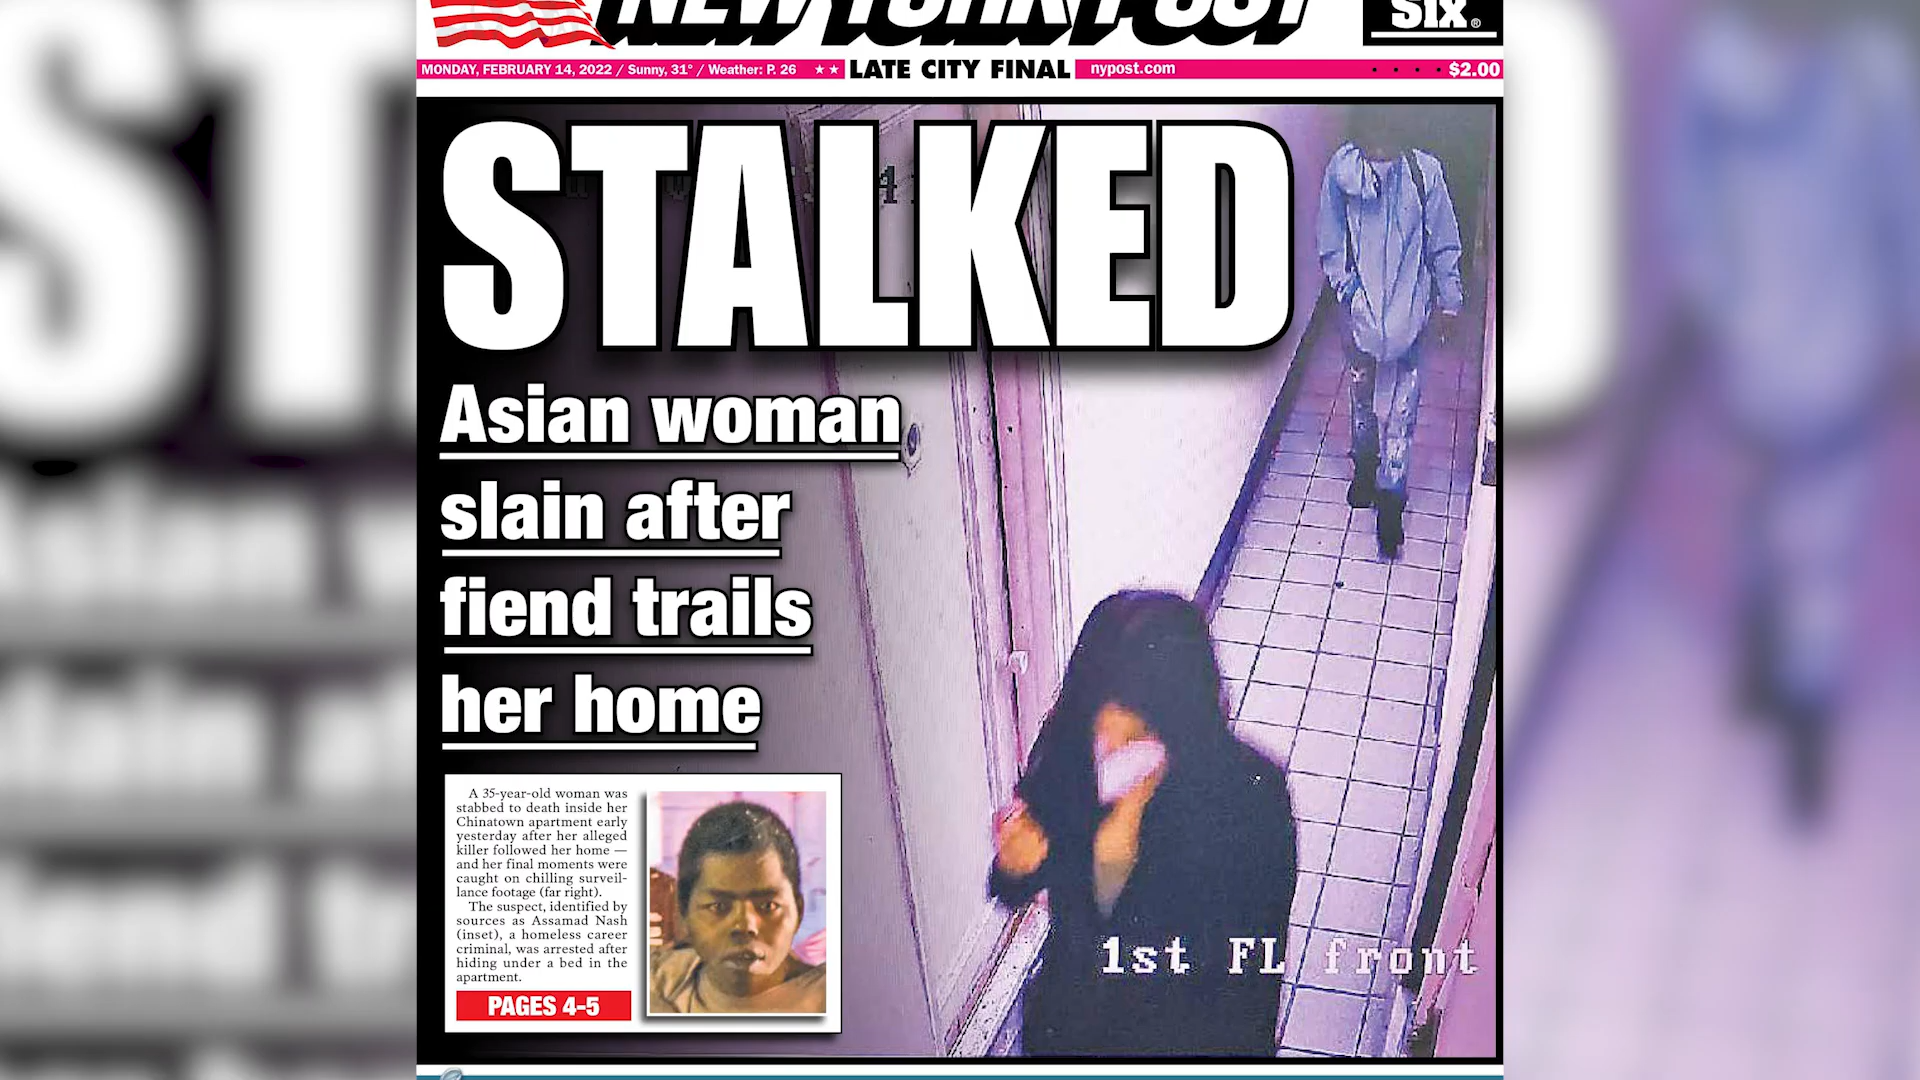 NEW YORK POST
SIX®
MONDAY, FEBRUARY 14, 2022 / Sunny, 31° / Weather: P. 26 ★★ LATE CITY FINAL nypost.com $2.00
STALKED
Asian woman
slain after
fiend trails
her home
A 35-year-old woman was
stabbed to death inside her
Chinatown apartment early
yesterday after her alleged
killer followed her home —
and her final moments were
caught on chilling surveil-
lance footage (far right).
The suspect, identified by
sources as Assamad Nash
(inset), a homeless career
criminal, was arrested after
hiding under a bed in the
apartment.
PAGES 4-5
1st FL front